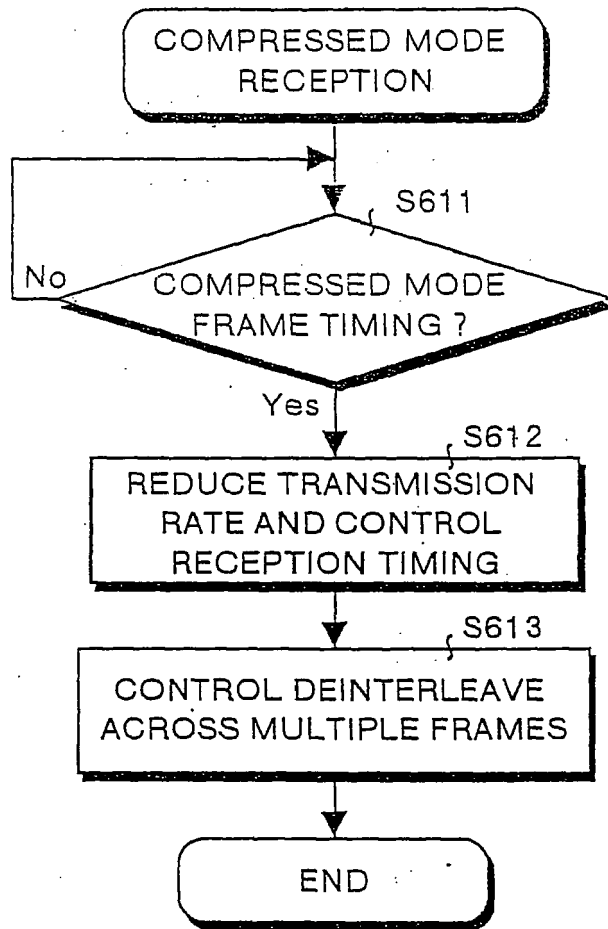 COMPRESSED MODE
RECEPTION
S611
No
COMPRESSED MODE
FRAME TIMING ?
Yes
S612
REDUCE TRANSMISSION
RATE AND CONTROL
RECEPTION TIMING
S613
CONTROL DEINTERLEAVE
ACROSS MULTIPLE FRAMES
END